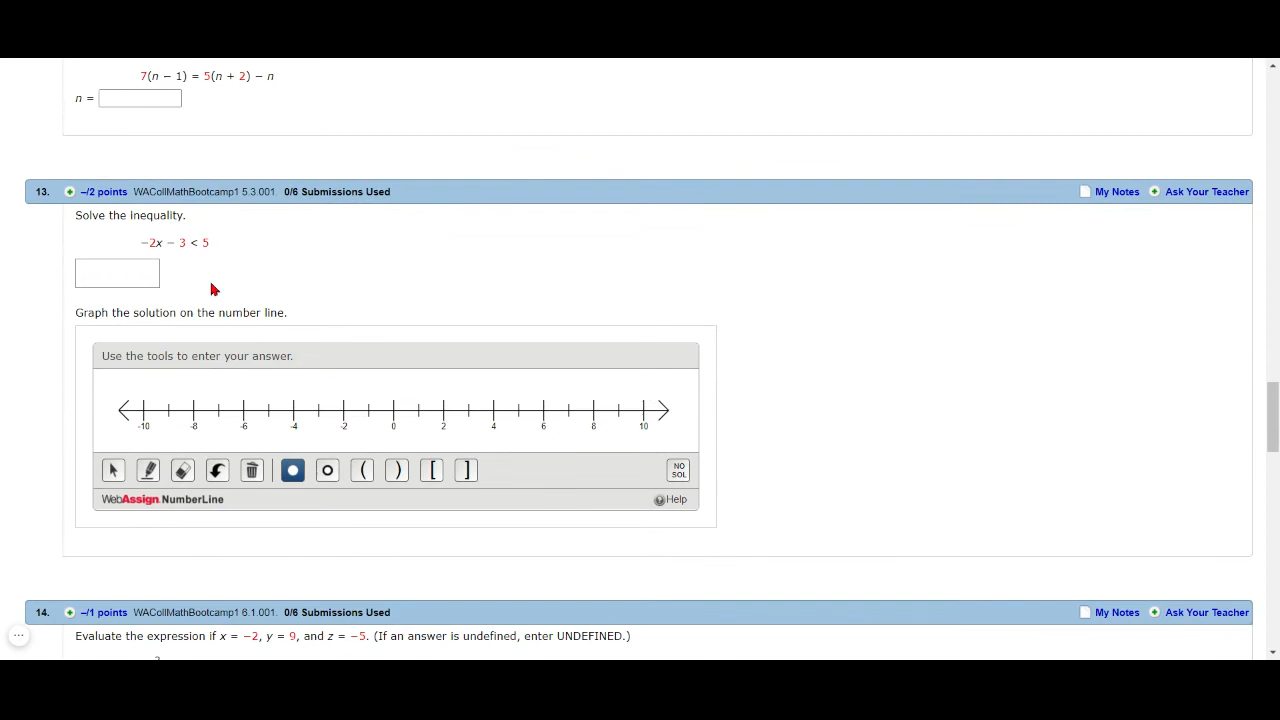 7(n − 1) = 5(n + 2) − n
n =
13. –/2 points WACollMathBootcamp1 5.3.001. 0/6 Submissions Used My Notes Ask Your Teacher
Solve the inequality.
−2x − 3 < 5
Graph the solution on the number line.
Use the tools to enter your answer.
-10 -8 -6 -4 -2 0 2 4 6 8 10
( ) [ ] NO SOL
WebAssign. NumberLine Help
14. –/1 points WACollMathBootcamp1 6.1.001. 0/6 Submissions Used My Notes Ask Your Teacher
Evaluate the expression if x = −2, y = 9, and z = −5. (If an answer is undefined, enter UNDEFINED.)